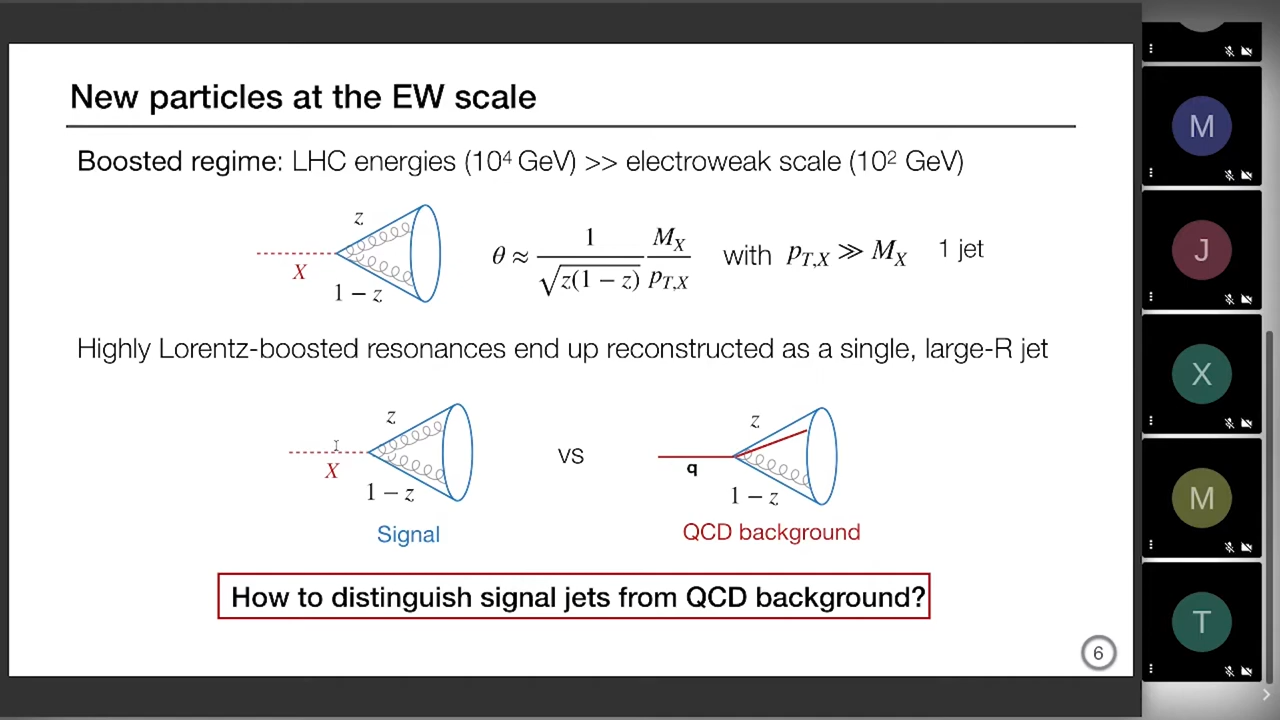 New particles at the EW scale
Boosted regime: LHC energies (10⁴ GeV) >> electroweak scale (10² GeV)
z
X
1 − z
θ ≈ 1/√(z(1 − z)) M_X/p_{T,X} with p_{T,X} ≫ M_X 1 jet
Highly Lorentz-boosted resonances end up reconstructed as a single, large-R jet
z
X
1 − z
Signal
vs
z
q
1 − z
QCD background
How to distinguish signal jets from QCD background?
6
M
J
X
M
T